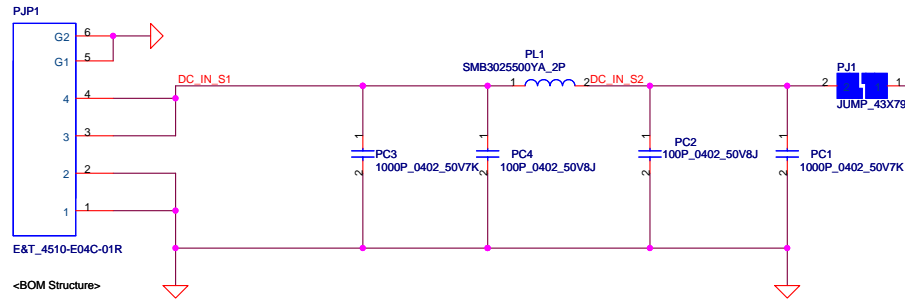 PJP1
G2 6
G1 5
4 4
3 3
2 2
1 1
E&T_4510-E04C-01R
<BOM Structure>
DC_IN_S1
PL1
SMB3025500YA_2P
1 2
DC_IN_S2
PJ1
2 2 1 1
JUMP_43X79
1
PC3
1000P_0402_50V7K
2
1
PC4
100P_0402_50V8J
2
1
PC2
100P_0402_50V8J
2
1
PC1
1000P_0402_50V7K
2